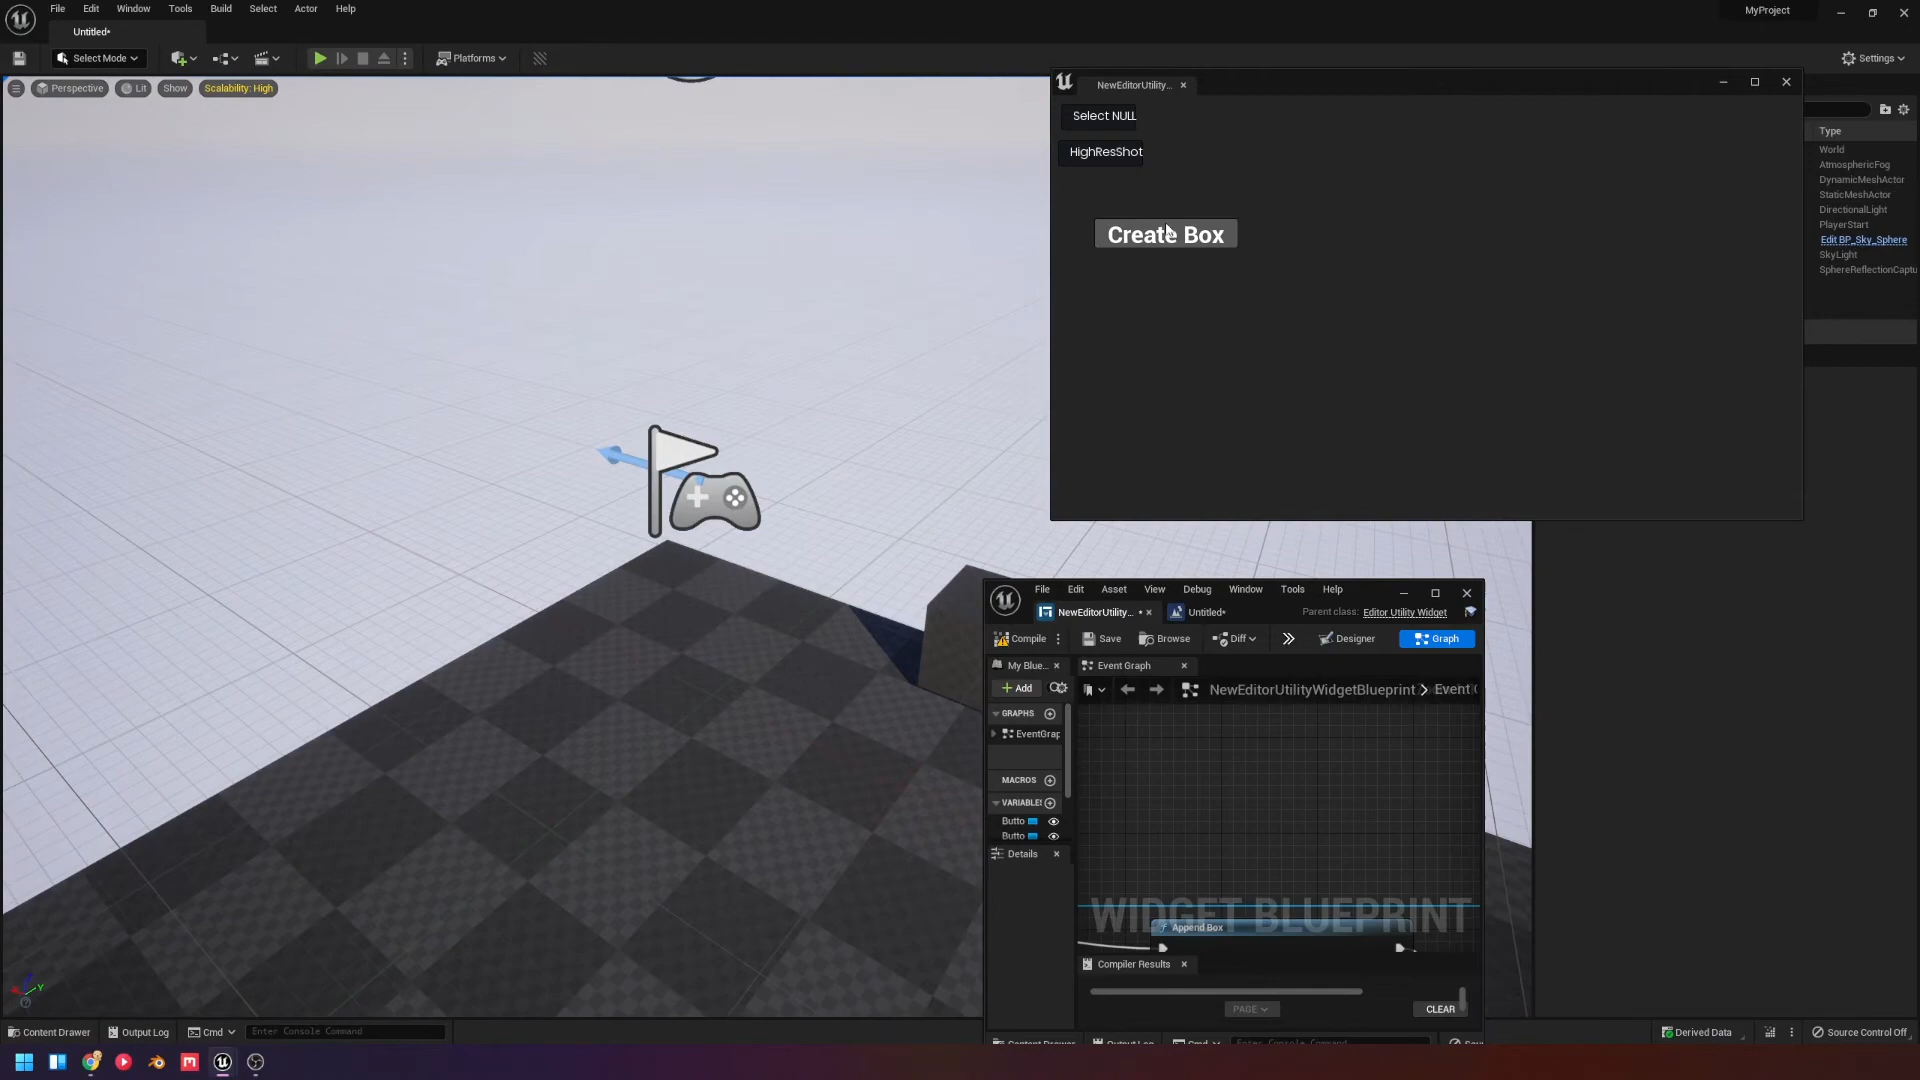 File Edit Window Tools Build Select Actor Help
MyProject
Untitled*
Select Mode
Platforms
Settings
Perspective Lit Show Scalability: High
NewEditorUtility...
Select NULL
HighResShot
Create Box
Type
World
AtmosphericFog
DynamicMeshActor
StaticMeshActor
DirectionalLight
PlayerStart
Edit BP_Sky_Sphere
SkyLight
SphereReflectionCaptu
File Edit Asset View Debug Window Tools Help
NewEditorUtility... *
Untitled*
Parent class: Editor Utility Widget
Compile Save Browse Diff Designer Graph
My Blue...
Event Graph
Add
NewEditorUtilityWidgetBlueprint > Event
GRAPHS
EventGrap
MACROS
VARIABLES
Butto
Butto
Details
WIDGET BLUEPRINT
f Append Box
Compiler Results
PAGE
CLEAR
Content Drawer Output Log Cmd Enter Console Command
Derived Data
Source Control Off